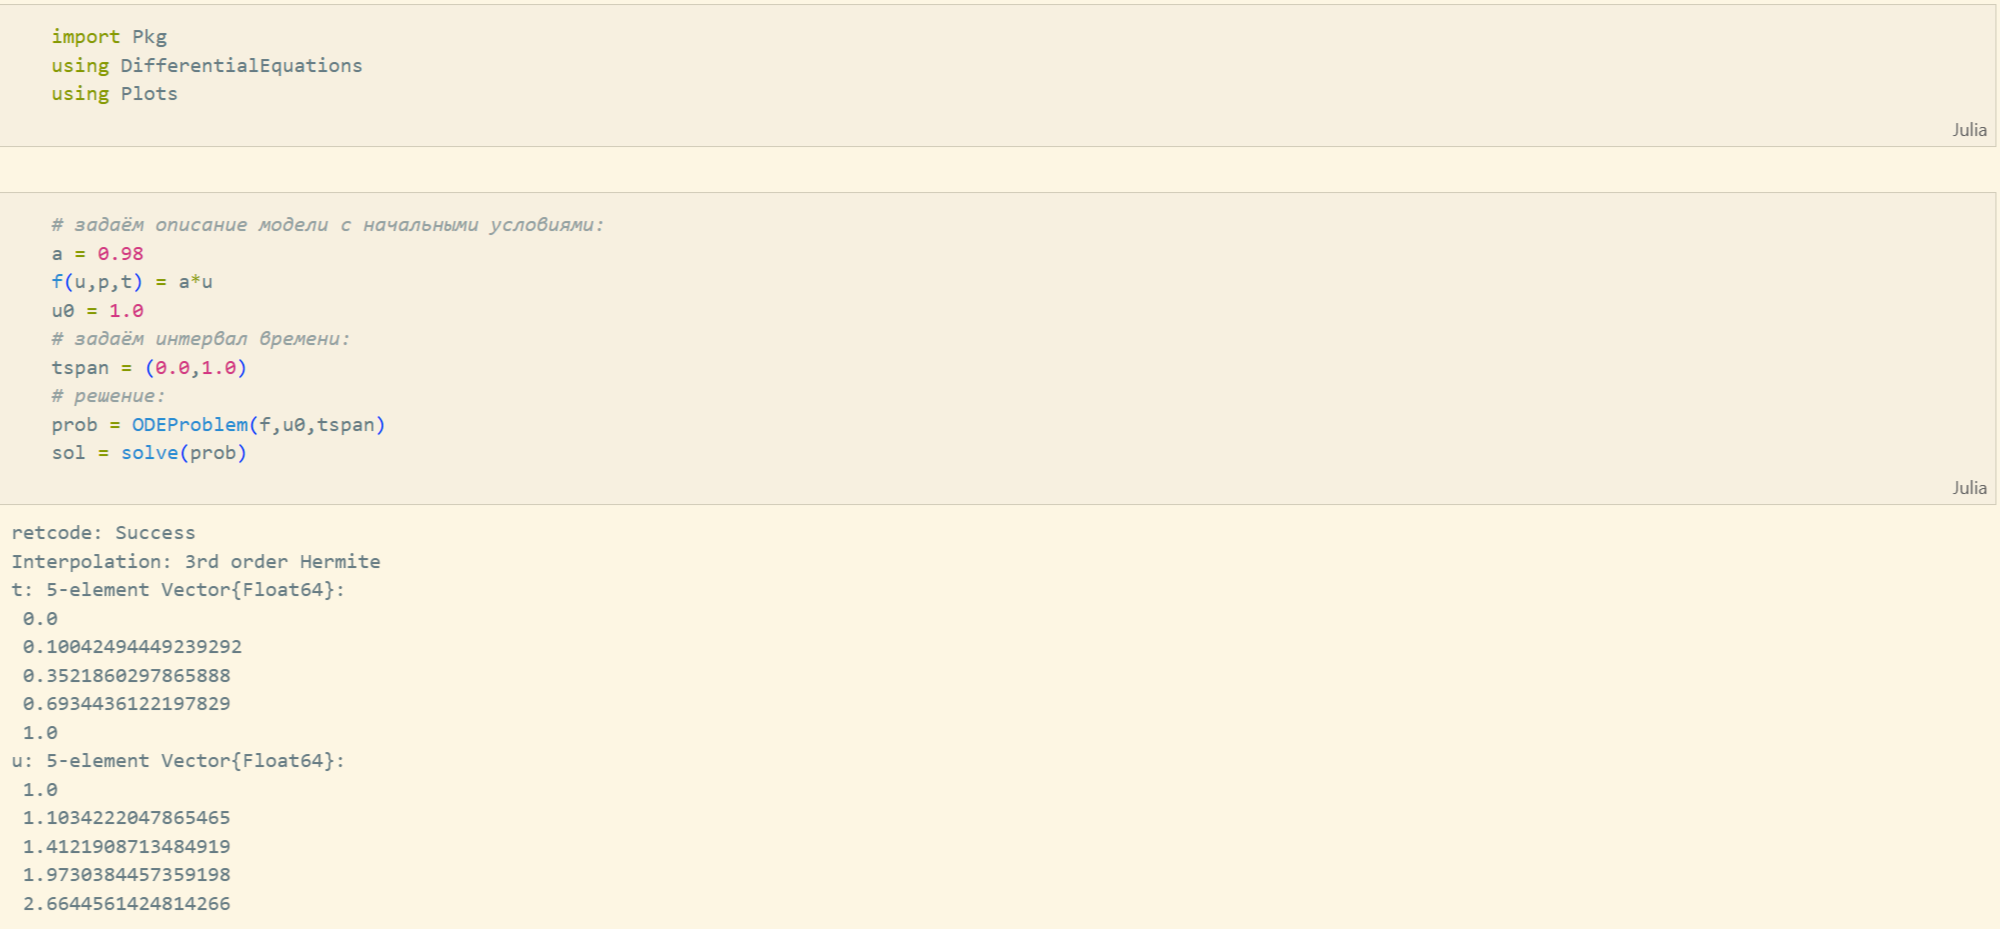 import Pkg
using DifferentialEquations
using Plots
Julia
# задаём описание модели с начальными условиями:
a = 0.98
f(u,p,t) = a*u
u0 = 1.0
# задаём интервал времени:
tspan = (0.0,1.0)
# решение:
prob = ODEProblem(f,u0,tspan)
sol = solve(prob)
Julia
retcode: Success
Interpolation: 3rd order Hermite
t: 5-element Vector{Float64}:
0.0
0.10042494449239292
0.3521860297865888
0.6934436122197829
1.0
u: 5-element Vector{Float64}:
1.0
1.1034222047865465
1.4121908713484919
1.9730384457359198
2.6644561424814266